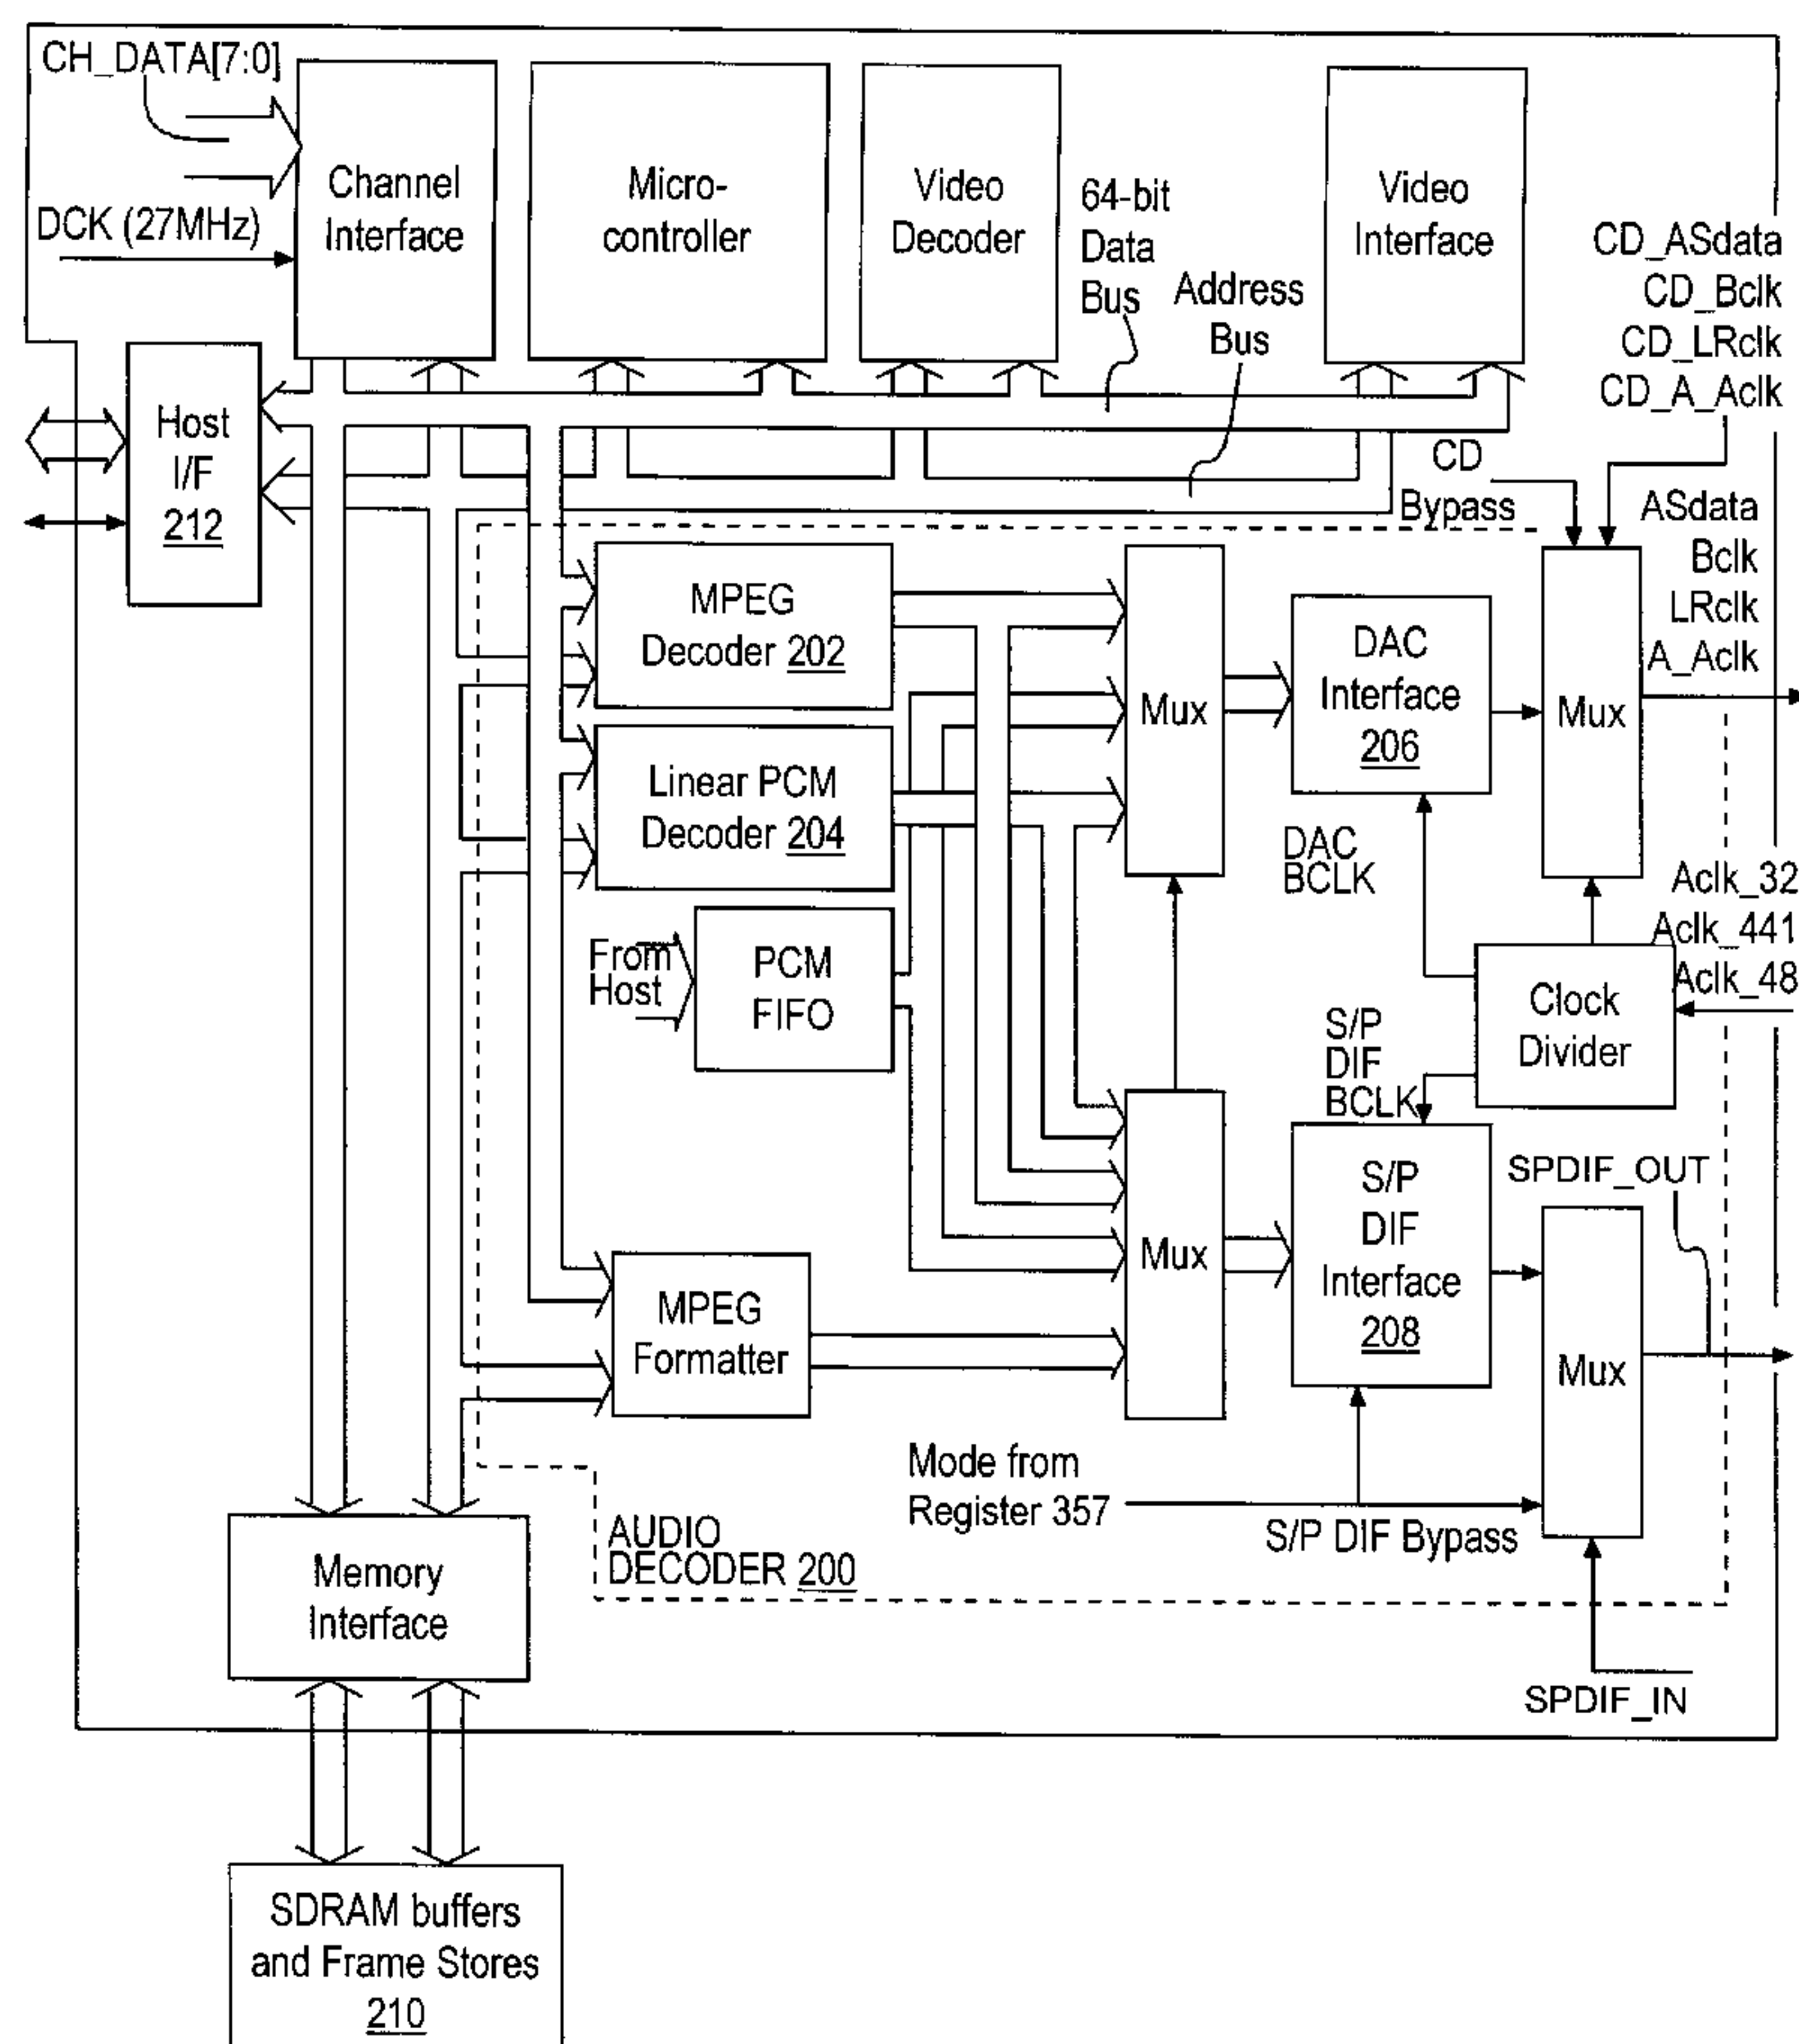 CH_DATA[7:0]
DCK (27MHz)
Channel
Interface
Micro-
controller
Video
Decoder
64-bit
Data
Bus
Address
Bus
Video
Interface
CD_ASdata
CD_Bclk
CD_LRclk
CD_A_Aclk
Host
I/F
212
CD
Bypass
ASdata
Bclk
LRclk
A_Aclk
MPEG
Decoder 202
Linear PCM
Decoder 204
From
Host
PCM
FIFO
Mux
DAC
Interface
206
Mux
DAC
BCLK
Aclk_32
Aclk_441
Aclk_48
Clock
Divider
S/P
DIF
BCLK
MPEG
Formatter
Mux
S/P
DIF
Interface
208
SPDIF_OUT
Mux
Mode from
Register 357
S/P DIF Bypass
AUDIO
DECODER 200
SPDIF_IN
Memory
Interface
SDRAM buffers
and Frame Stores
210